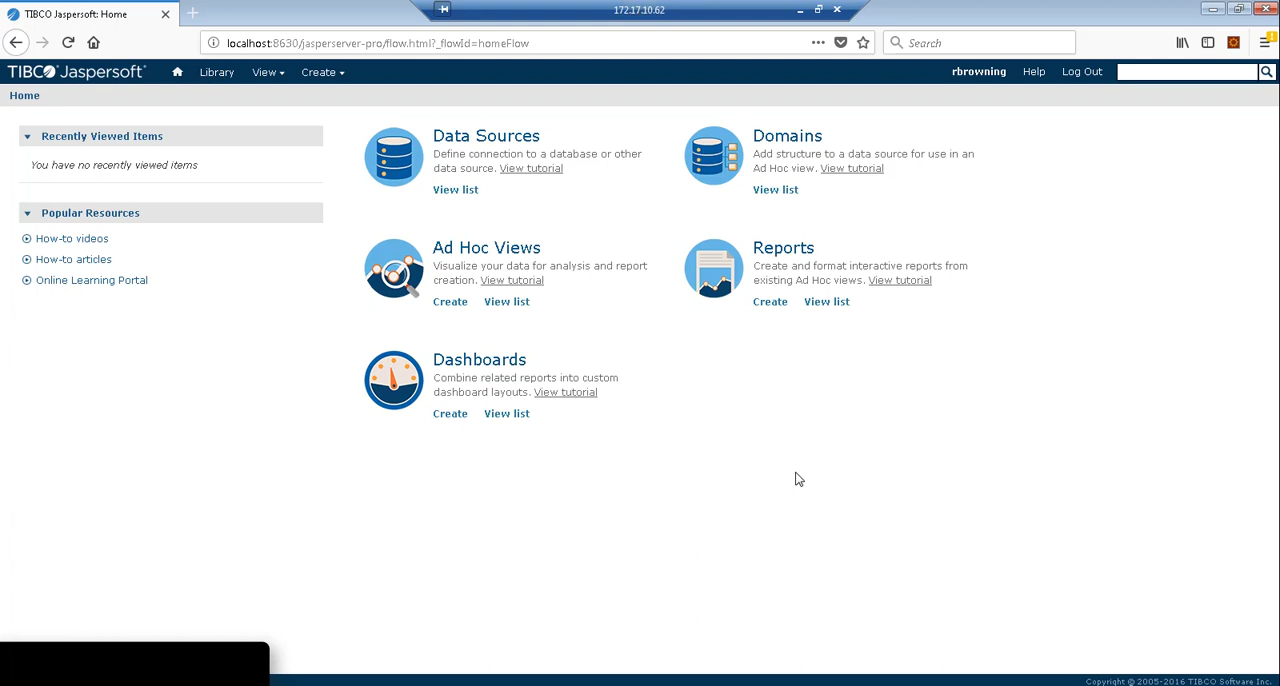 TIBCO Jaspersoft: Home
172.17.10.62
localhost:8630/jasperserver-pro/flow.html?_flowId=homeFlow
Search
TIBCO Jaspersoft® Library View Create rbrowning Help Log Out
Home
Recently Viewed Items
You have no recently viewed items
Popular Resources
How-to videos
How-to articles
Online Learning Portal
Data Sources
Define connection to a database or other
data source. View tutorial
View list
Domains
Add structure to a data source for use in an
Ad Hoc view. View tutorial
View list
Ad Hoc Views
Visualize your data for analysis and report
creation. View tutorial
Create View list
Reports
Create and format interactive reports from
existing Ad Hoc views. View tutorial
Create View list
Dashboards
Combine related reports into custom
dashboard layouts. View tutorial
Create View list
Copyright © 2005-2016 TIBCO Software Inc.